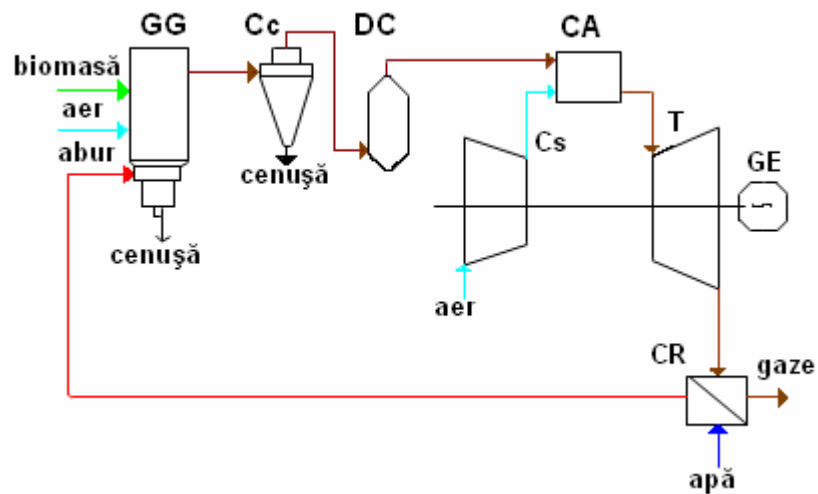 GG
Cc
DC
CA
biomasă
aer
abur
cenuşă
cenuşă
Cs
T
GE
aer
CR
gaze
apă